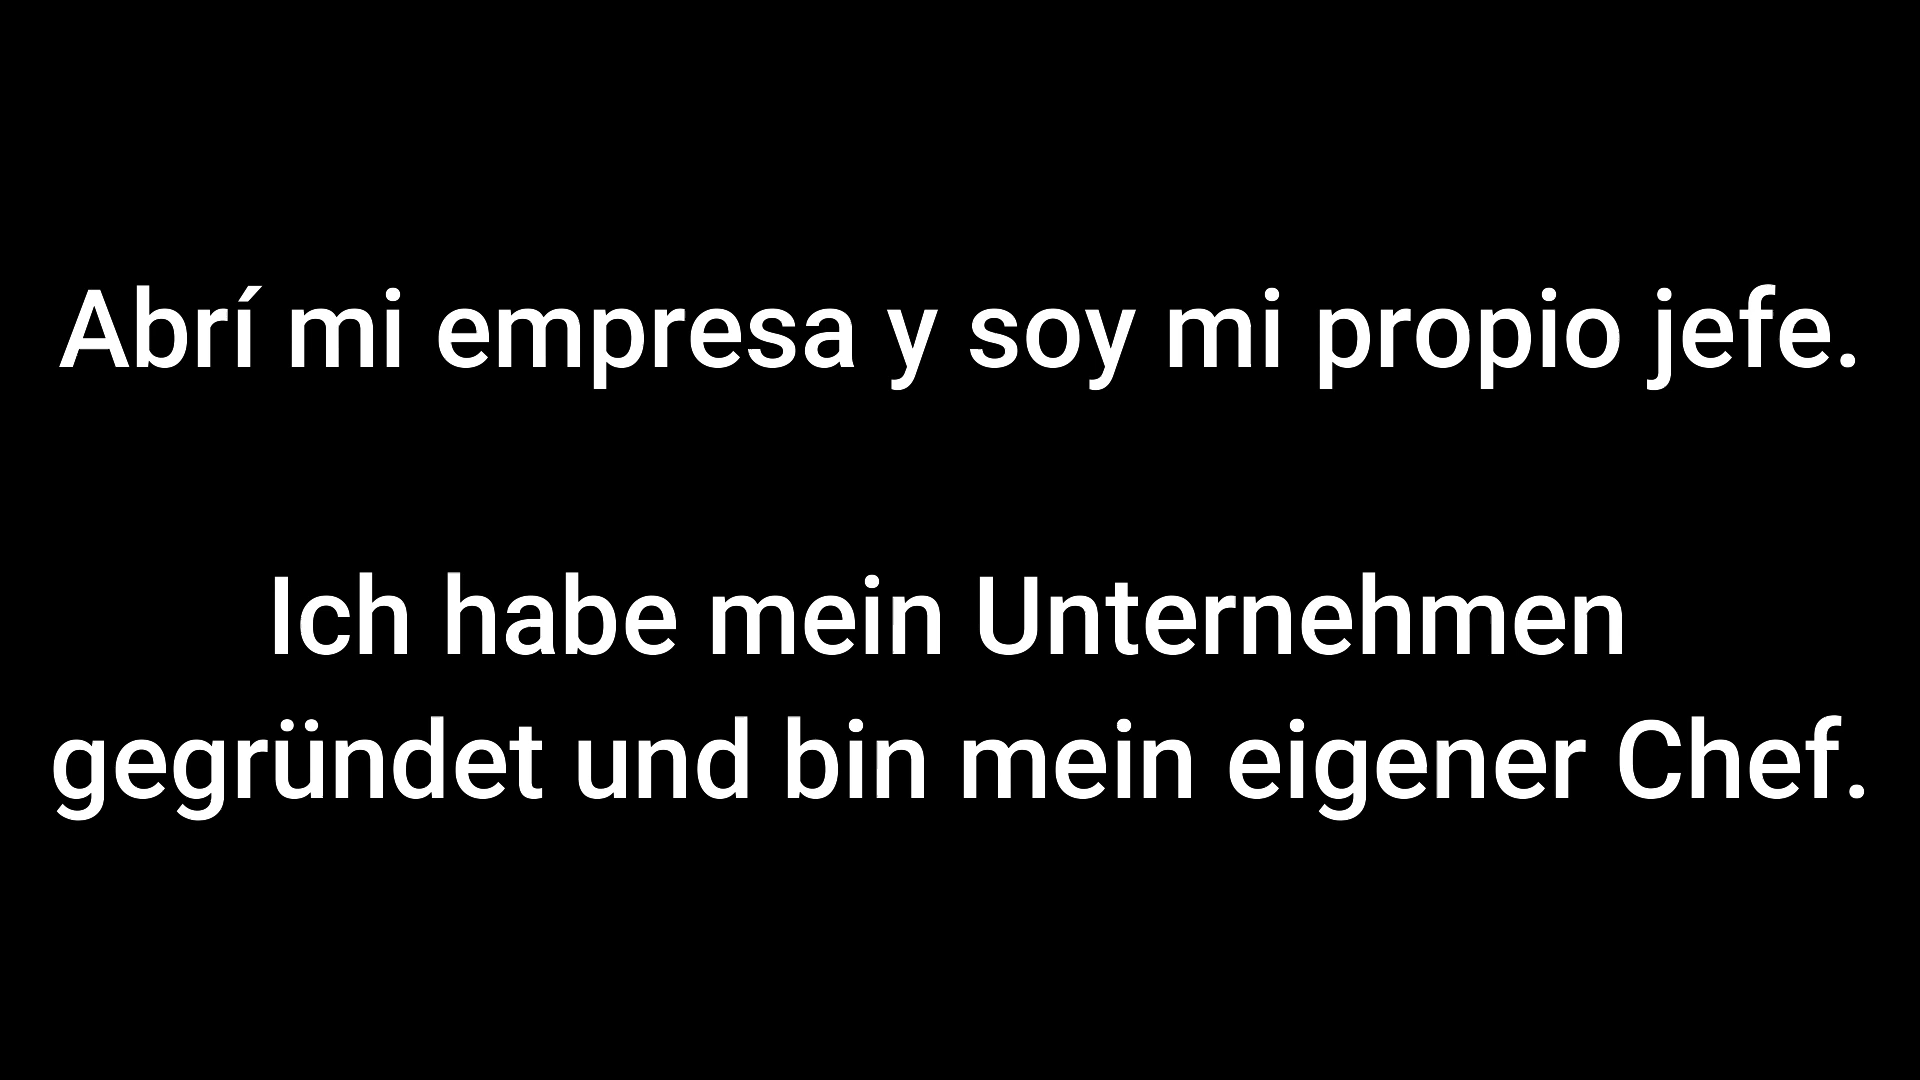 Abrí mi empresa y soy mi propio jefe.
Ich habe mein Unternehmen
gegründet und bin mein eigener Chef.